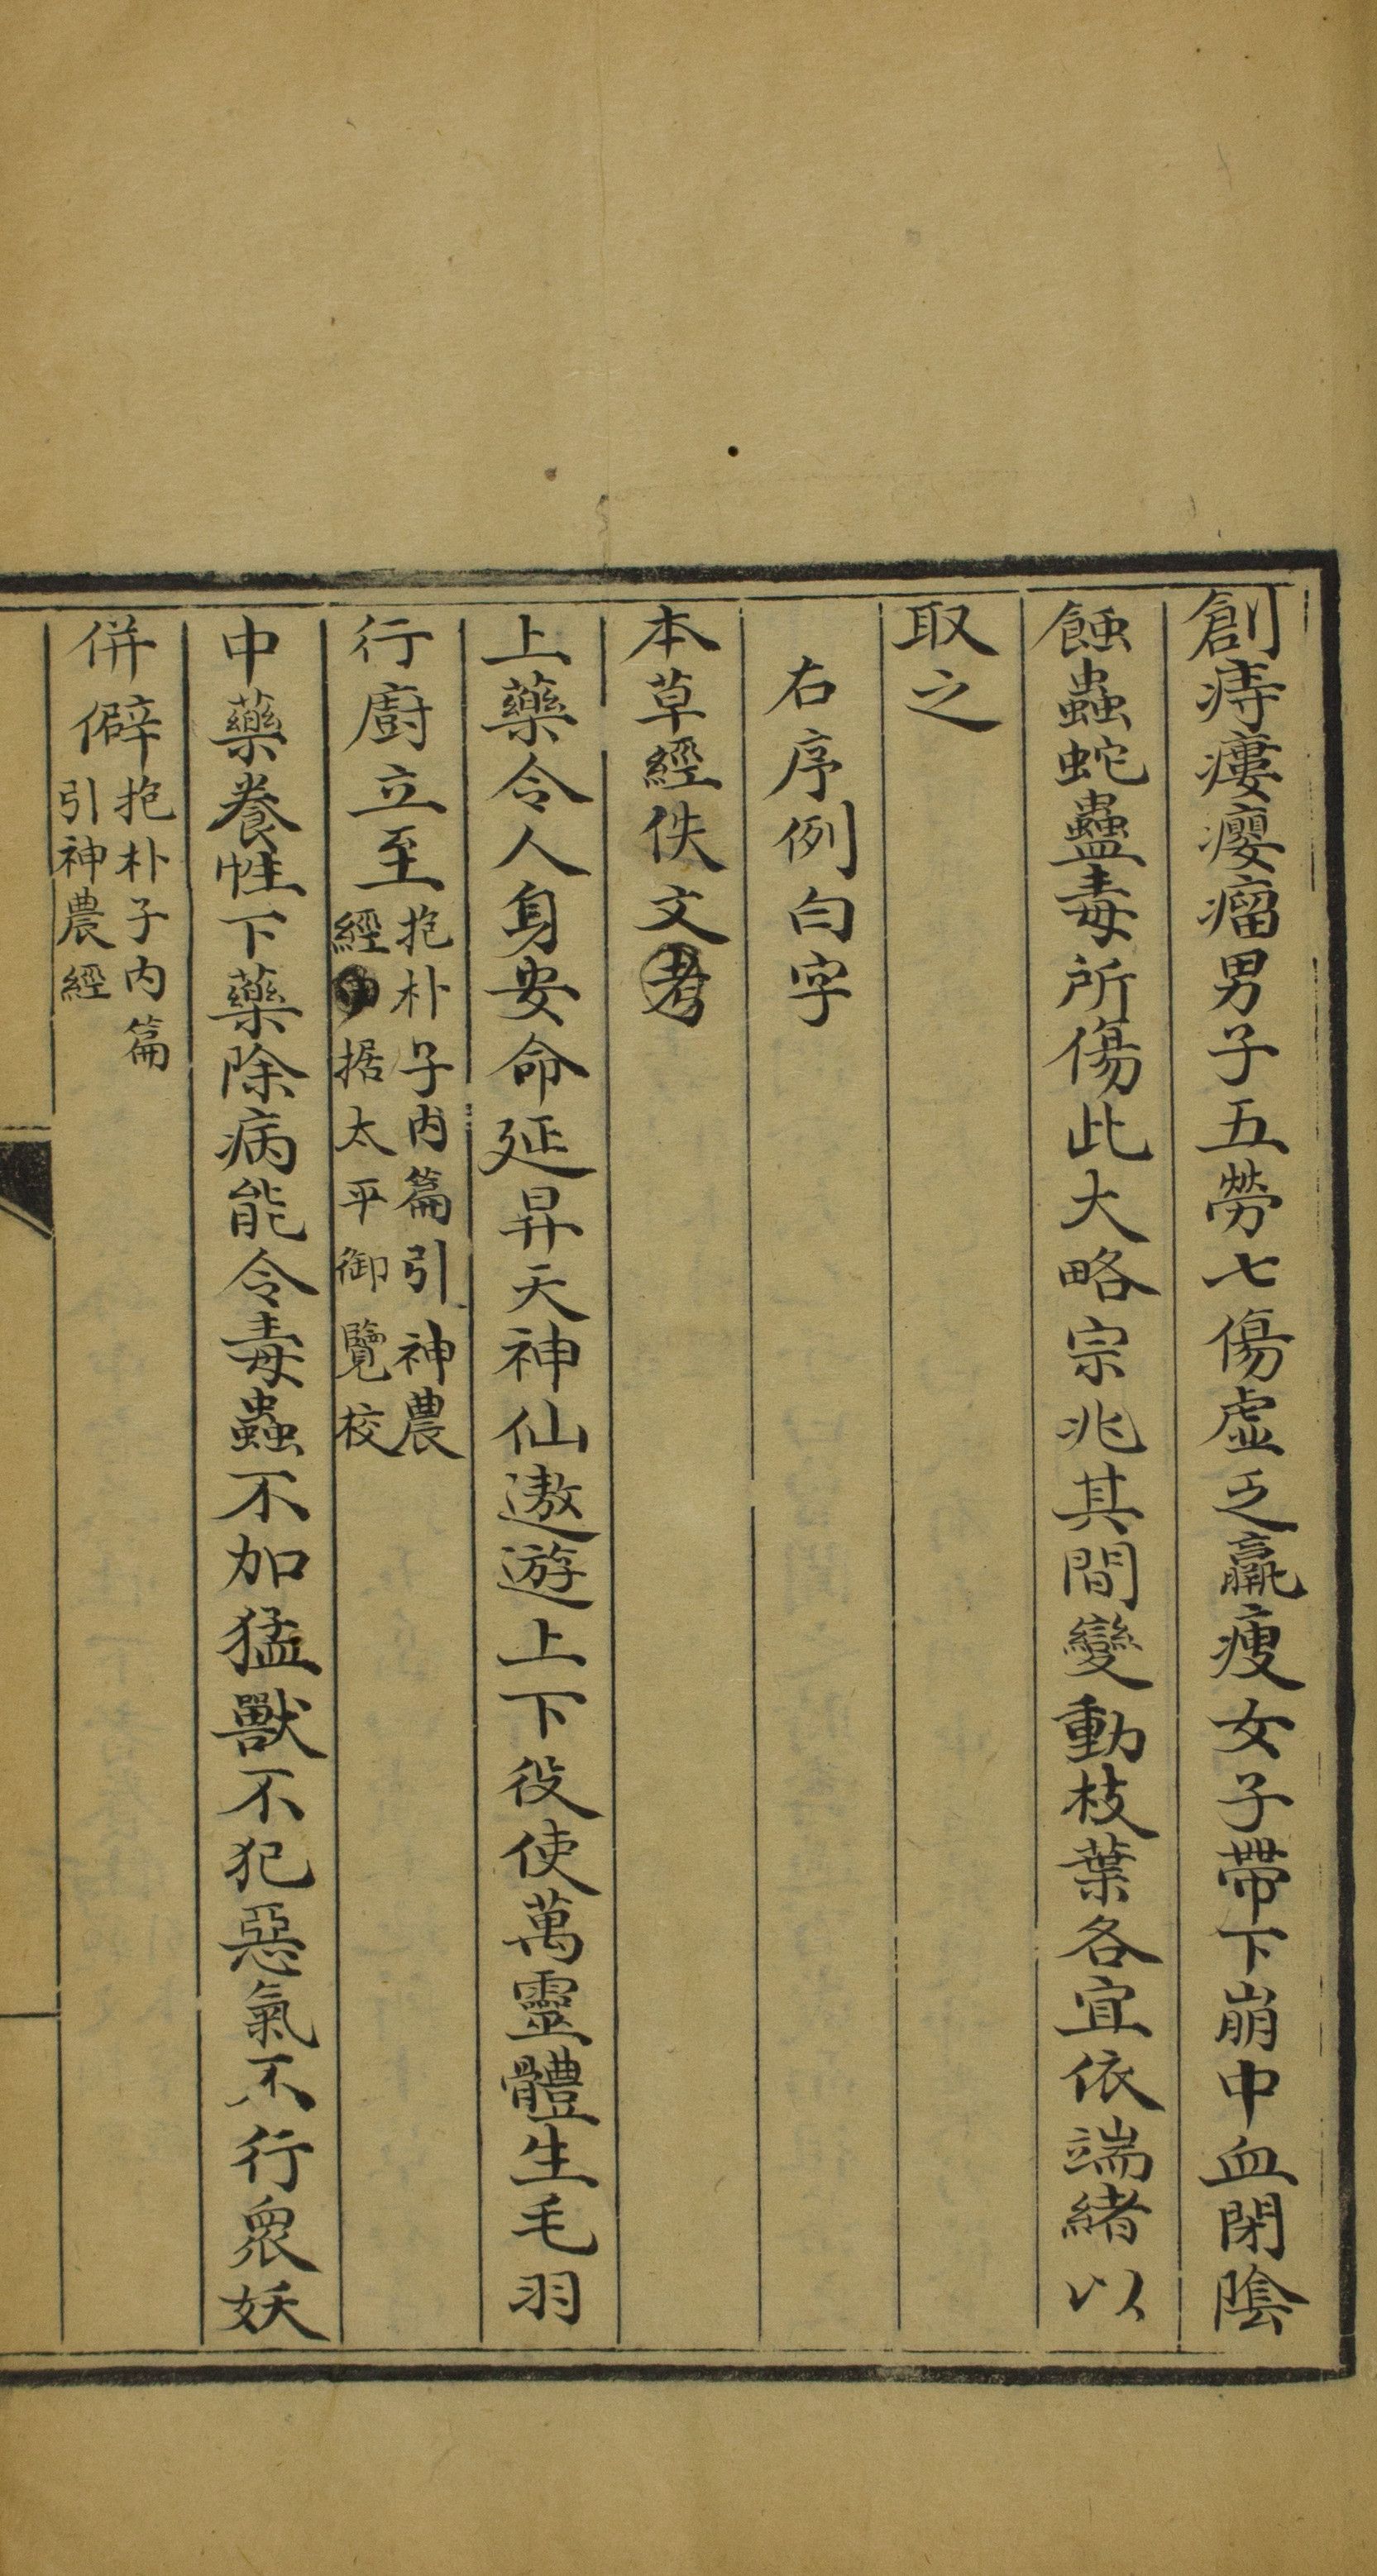 創痔瘻癭瘤男子五勞七傷虛乏羸瘦女子帶下崩中血閉陰
蝕蟲蛇蠱毒所傷此大略宗兆其間變動枝葉各宜依端緒以
取之
右序例白字
本草經佚文考
上藥令人身安命延昇天神仙遨遊上下役使萬靈體生毛羽
行廚立至抱朴子內篇引神農
經據太平御覽校
中藥養性下藥除病能令毒蟲不加猛獸不犯惡氣不行衆妖
併僻抱朴子内篇
引神農經